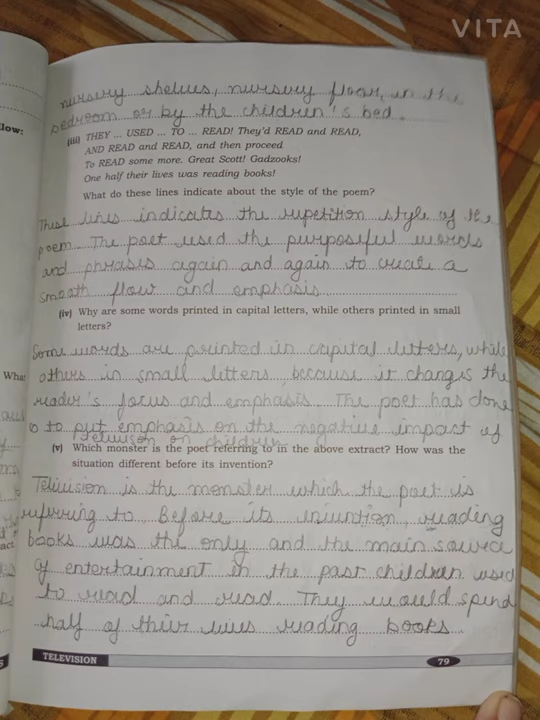 VITA
nursery shelves, nursery floor, in the
bedroom or by the children's bed.
(iii) THEY ... USED ... TO ... READ! They'd READ and READ,
AND READ and READ, and then proceed
To READ some more. Great Scott! Gadzooks!
One half their lives was reading books!
What do these lines indicate about the style of the poem?
These lines indicates the repetition style of the
poem. The poet used the purposeful words
and phrases again and again to create a
smooth flow and emphasis
(iv) Why are some words printed in capital letters, while others printed in small
letters?
Some words are printed in capital letters, while
others in small letters, because it changes the
reader's focus and emphasis. The poet has done
so to put emphasis on the negative impact of
television on children
(v) Which monster is the poet referring to in the above extract? How was the
situation different before its invention?
Television is the monster which the poet is
referring to. Before its invention, reading
books was the only and the main source
of entertainment in the past children used
to read and read. They would spend
half of their lives reading books.
TELEVISION
79
llow:
What
act